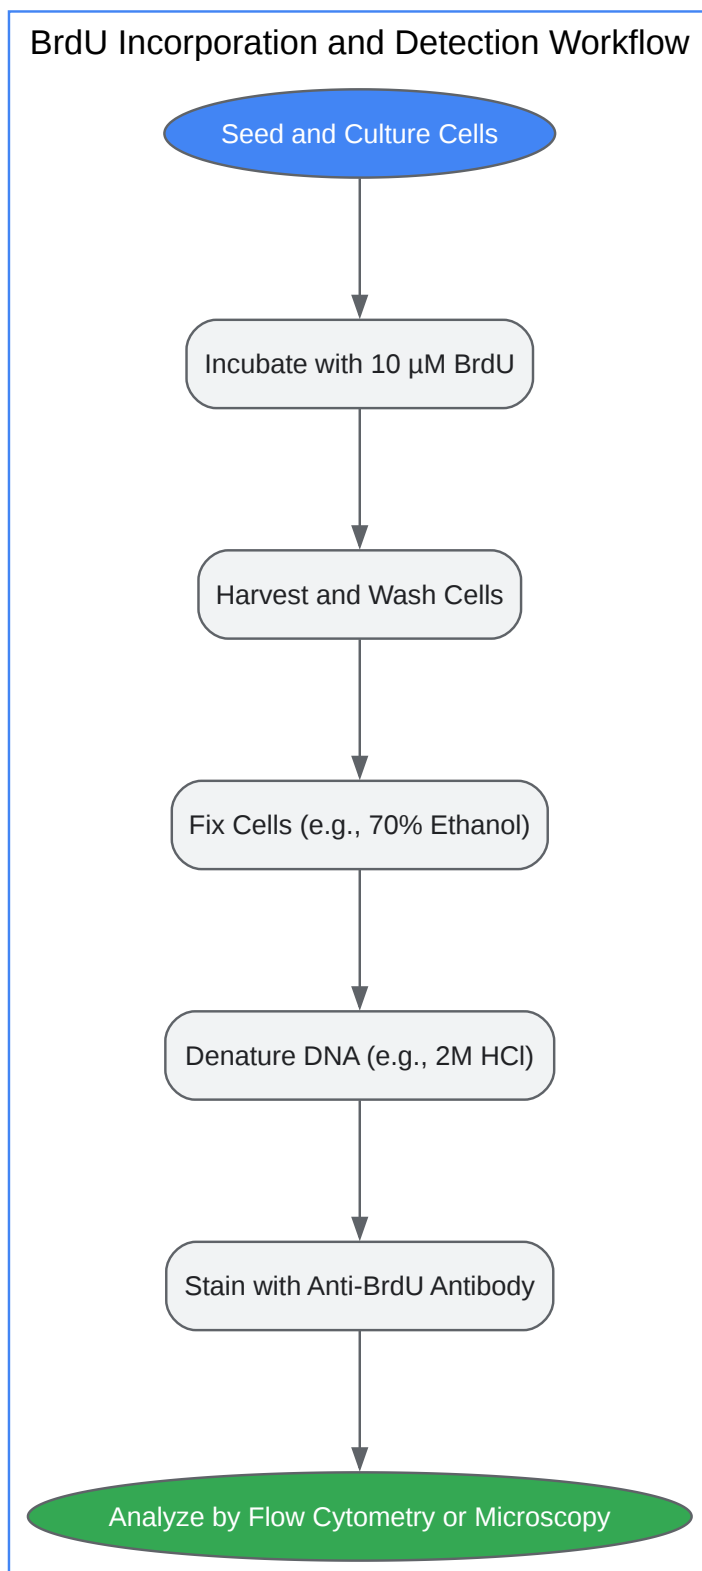 BrdU Incorporation and Detection Workflow
Seed and Culture Cells
Incubate with 10 µM BrdU
Harvest and Wash Cells
Fix Cells (e.g., 70% Ethanol)
Denature DNA (e.g., 2M HCl)
Stain with Anti-BrdU Antibody
Analyze by Flow Cytometry or Microscopy